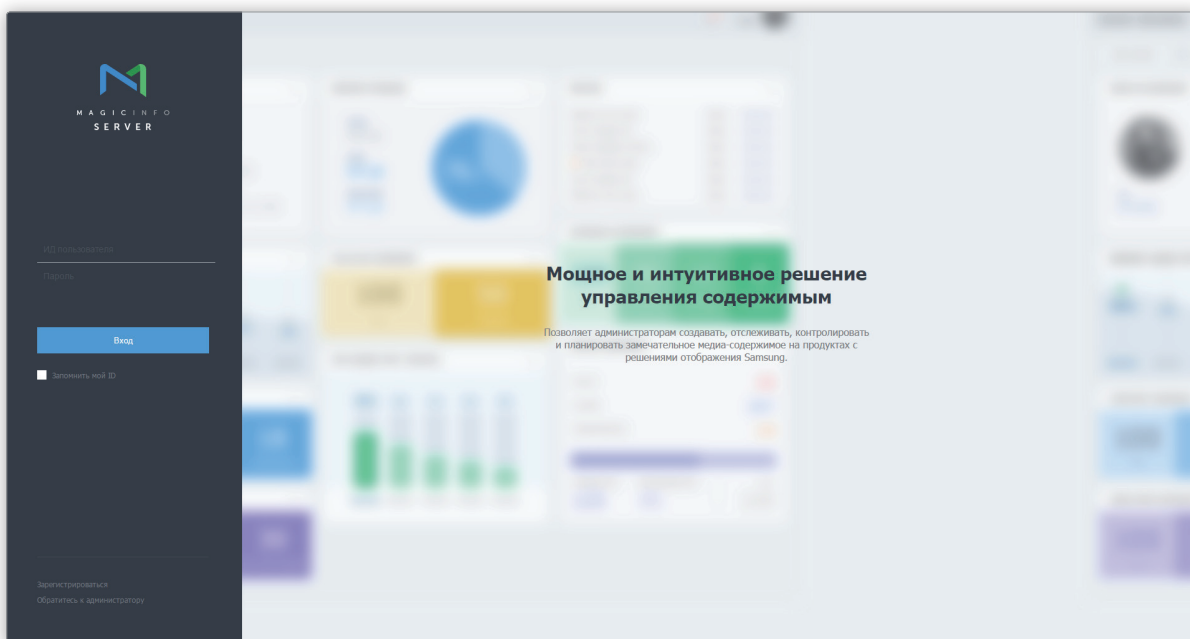 MAGICINFO
SERVER
ИД пользователя
Пароль
Вход
Запомнить мой ID
Зарегистрироваться
Обратитесь к администратору
Мощное и интуитивное решение
управления содержимым
Позволяет администраторам создавать, отслеживать, контролировать
и планировать замечательное медиа-содержимое на продуктах с
решениями отображения Samsung.